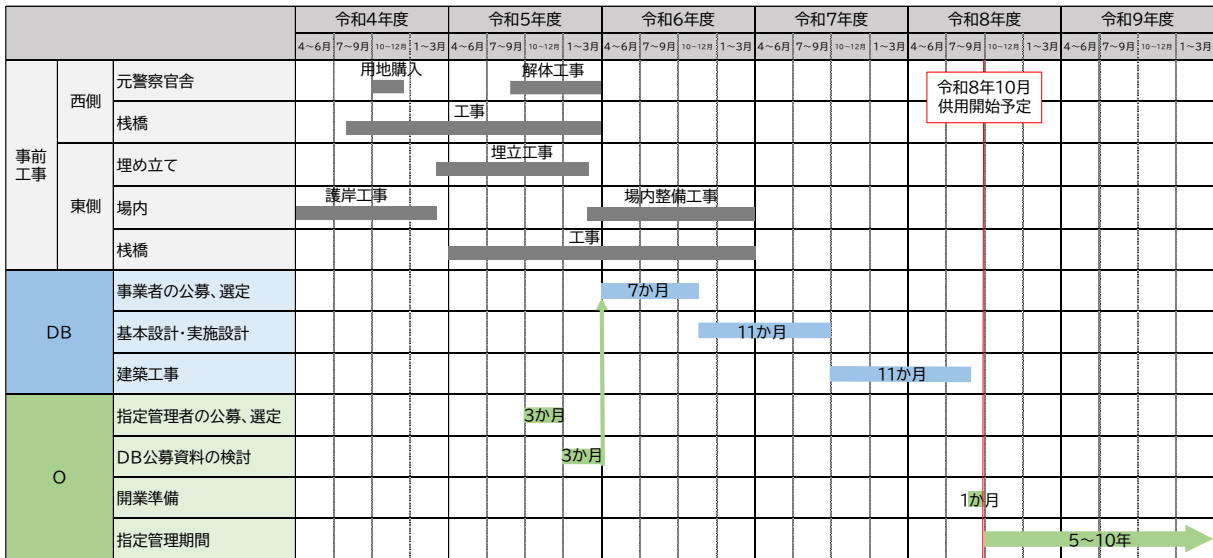 令和4年度 令和5年度 令和6年度 令和7年度 令和8年度 令和9年度
4～6月 7～9月 10～12月 1～3月 4～6月 7～9月 10～12月 1～3月 4～6月 7～9月 10～12月 1～3月 4～6月 7～9月 10～12月 1～3月 4～6月 7～9月 10～12月 1～3月 4～6月 7～9月 10～12月 1～3月
事前
工事
西側
元警察官舎 用地購入 解体工事
令和8年10月
供用開始予定
桟橋 工事
東側
埋め立て 埋立工事
場内 護岸工事 場内整備工事
桟橋 工事
DB
事業者の公募、選定 7か月
基本設計・実施設計 11か月
建築工事 11か月
O
指定管理者の公募、選定 3か月
DB公募資料の検討 3か月
開業準備 1か月
指定管理期間 5～10年